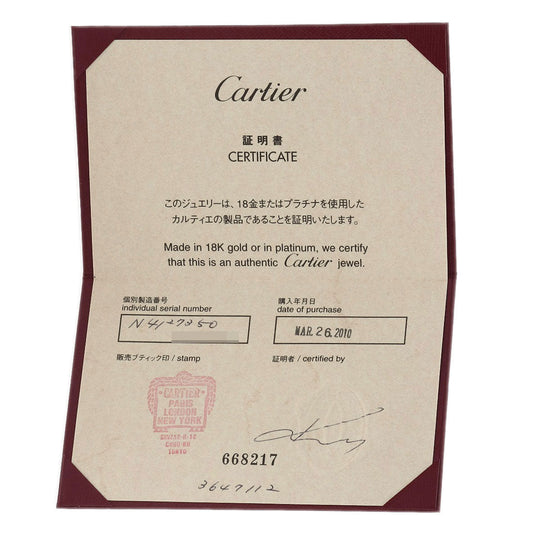 Cartier
証明書
CERTIFICATE
このジュエリーは、18金またはプラチナを使用した
カルティエの製品であることを証明いたします。
Made in 18K gold or in platinum, we certify
that this is an authentic Cartier jewel.
個別製造番号
individual serial number
N4127350
購入年月日
date of purchase
MAR. 26. 2010
販売ブティック印 / stamp
証明者 / certified by
CARTIER
PARIS
LONDON
NEW YORK
TOKYO
668217
3647112